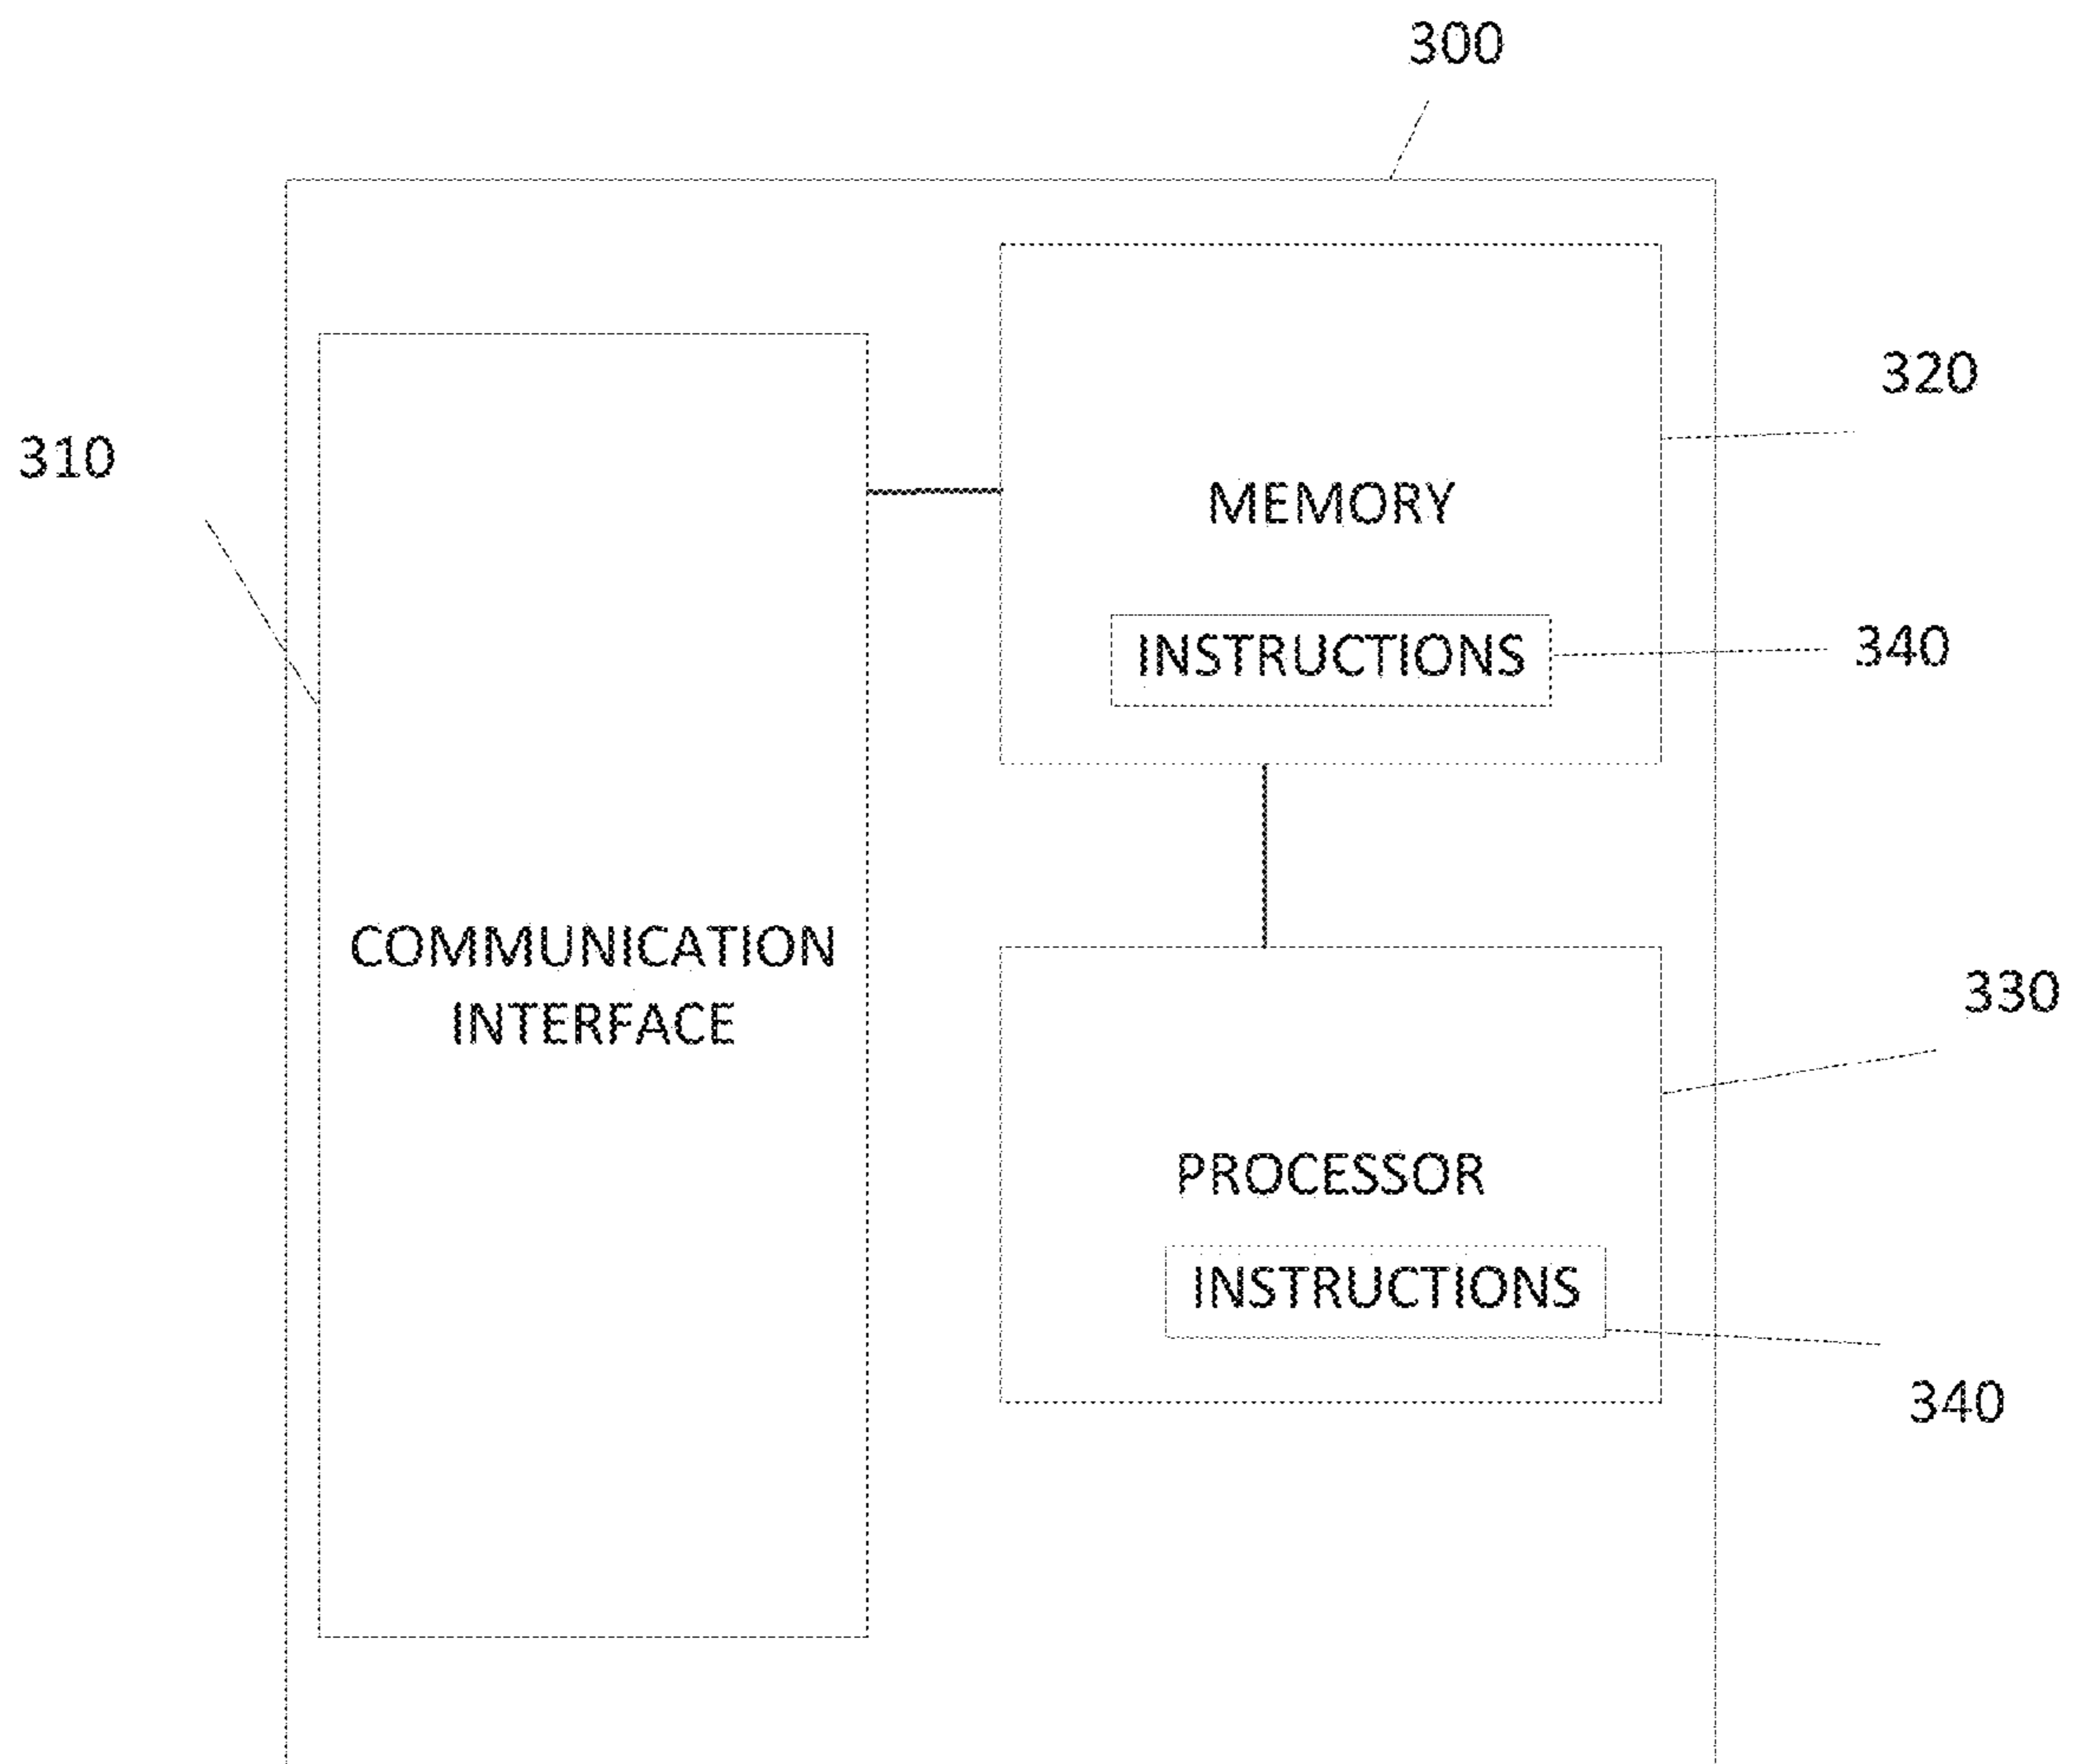 300
320
310
MEMORY
INSTRUCTIONS
340
COMMUNICATION
INTERFACE
330
PROCESSOR
INSTRUCTIONS
340